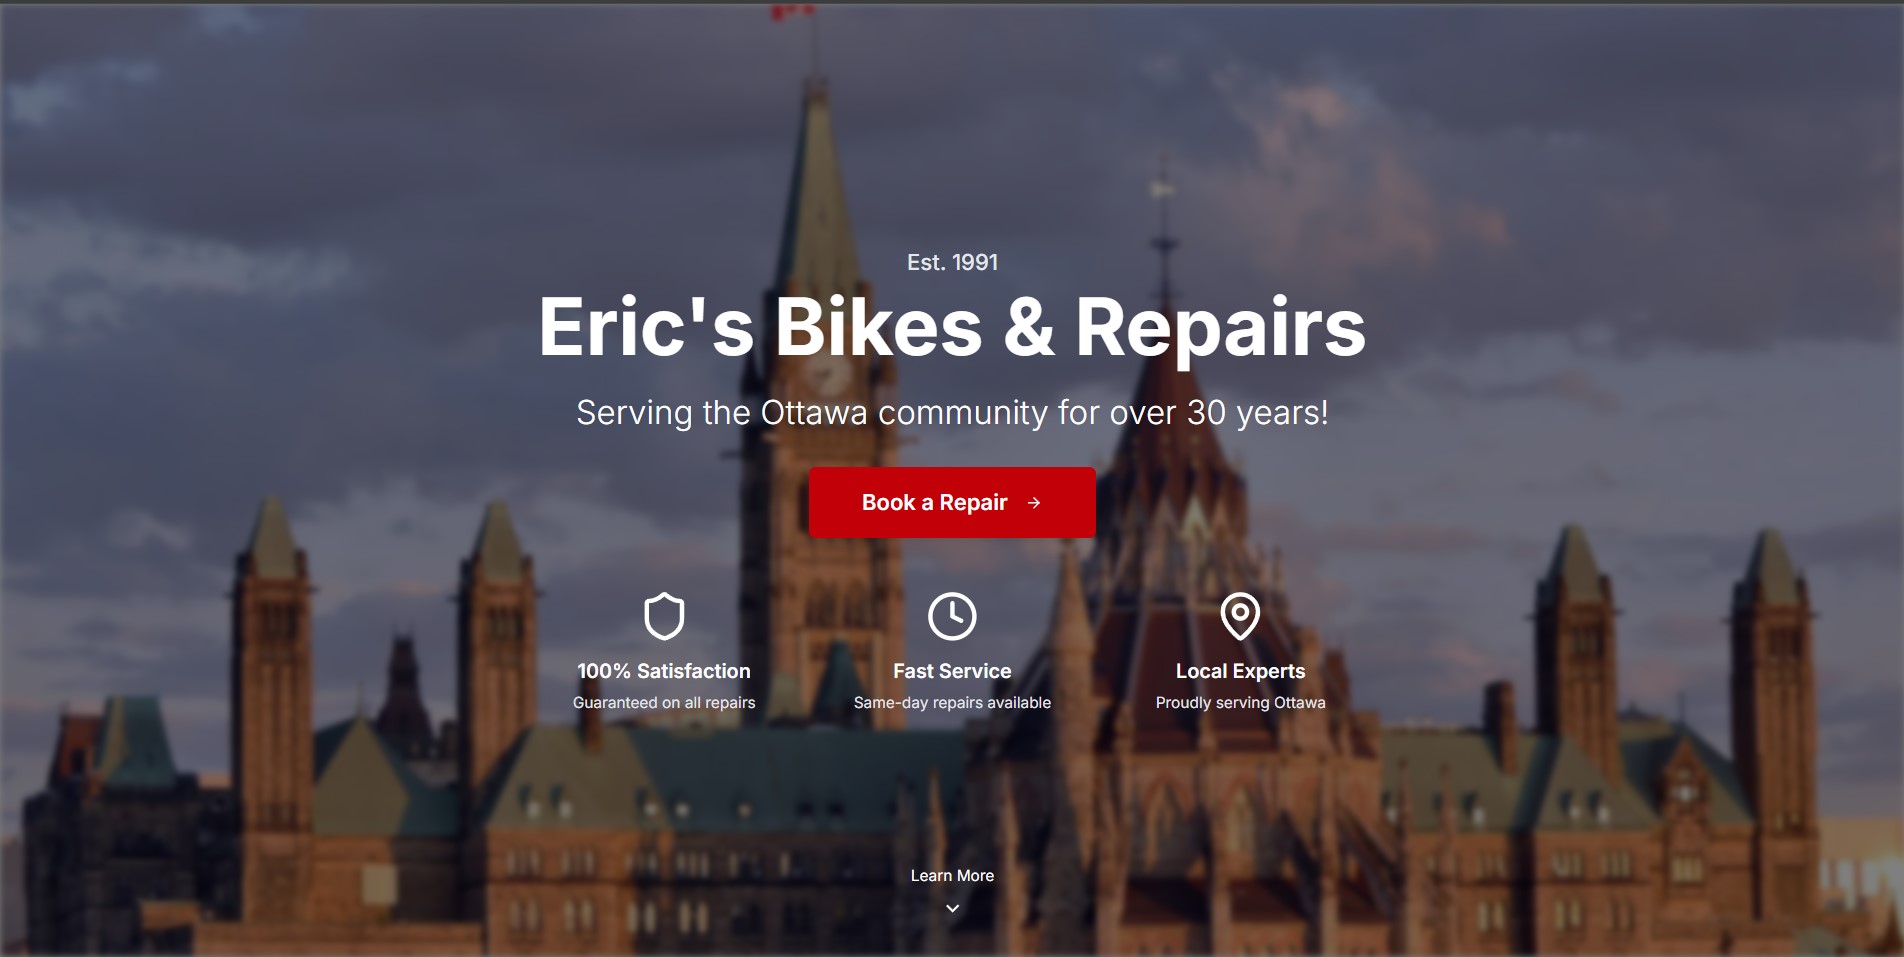 Est. 1991
Eric's Bikes & Repairs
Serving the Ottawa community for over 30 years!
Book a Repair
100% Satisfaction
Guaranteed on all repairs
Fast Service
Same-day repairs available
Local Experts
Proudly serving Ottawa
Learn More